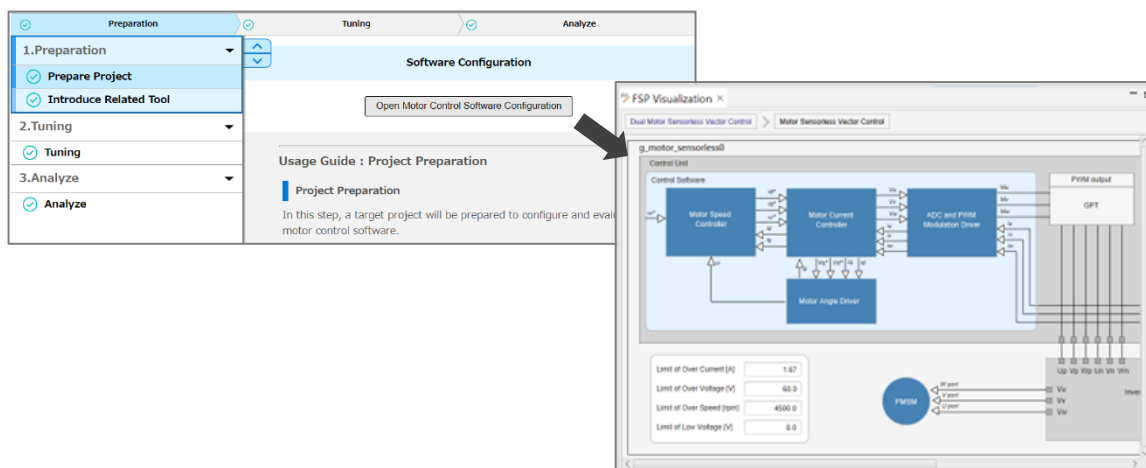 Preparation
Tuning
Analyze
1.Preparation
Prepare Project
Introduce Related Tool
2.Tuning
Tuning
3.Analyze
Analyze
Software Configuration
Open Motor Control Software Configuration
Usage Guide : Project Preparation
Project Preparation
In this step, a target project will be prepared to configure and
motor control software.
FSP Visualization
Dual Motor Sensorless Vector Control
Motor Sensorless Vector Control
g_motor_sensorless0
Control Unit
Control Software
Motor Speed
Controller
Motor Current
Controller
ADC and PWM
Modulation Driver
Motor Angle Driver
PWM output
GPT
Up Vp Wp Un Vn Wn
Limit of Over Current [A] 1.67
Limit of Over Voltage [V] 60.0
Limit of Over Speed [rpm] 4500.0
Limit of Low Voltage [V] 8.0
PMSM
W port
V port
U port
Vu
Vv
Vw